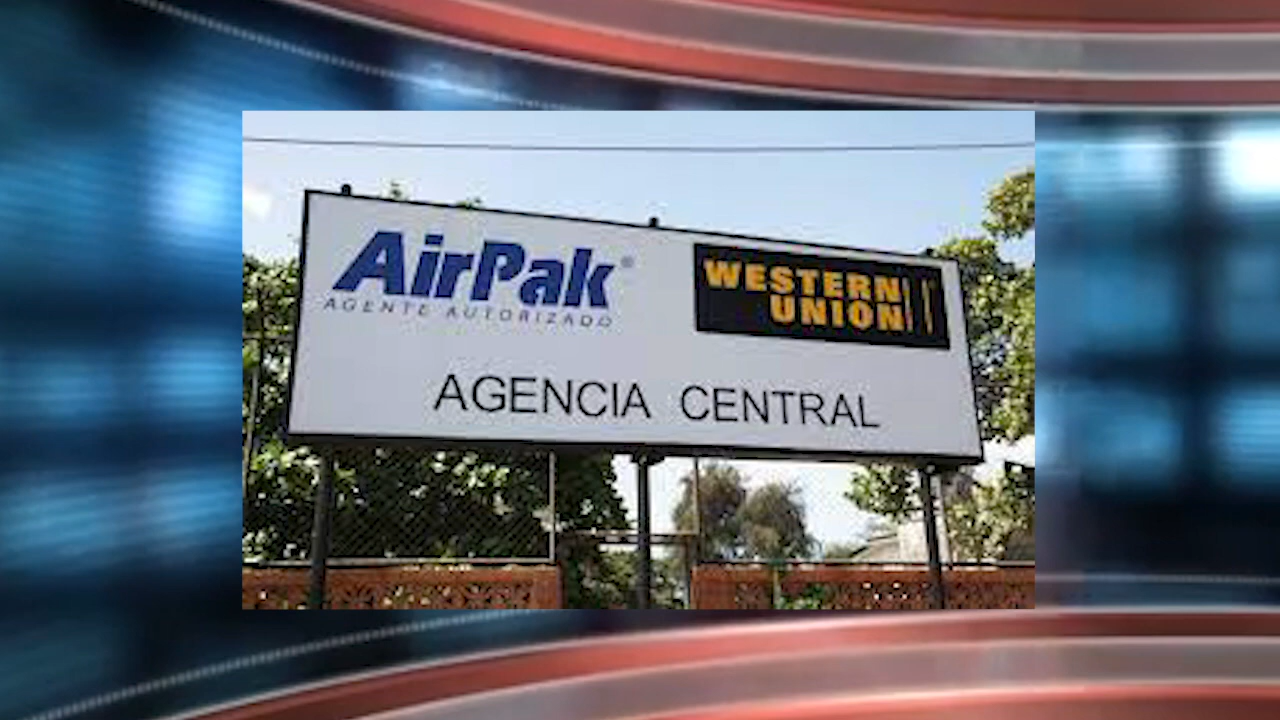 AirPak®
AGENTE AUTORIZADO
WESTERN
UNION
AGENCIA CENTRAL